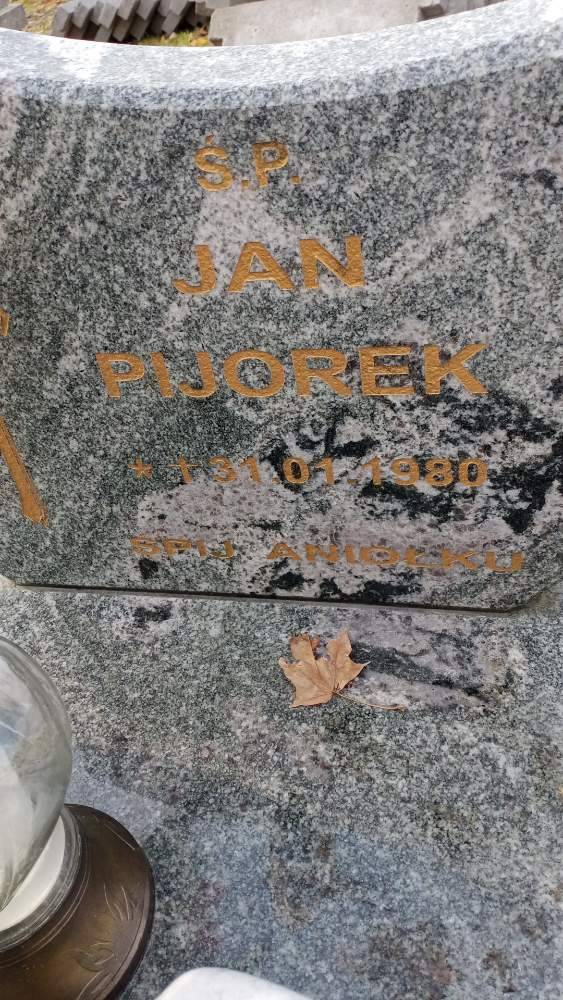 Ś.P.
JAN
PIJOREK
* † 31.01.1980
ŚPIJ ANIOŁKU